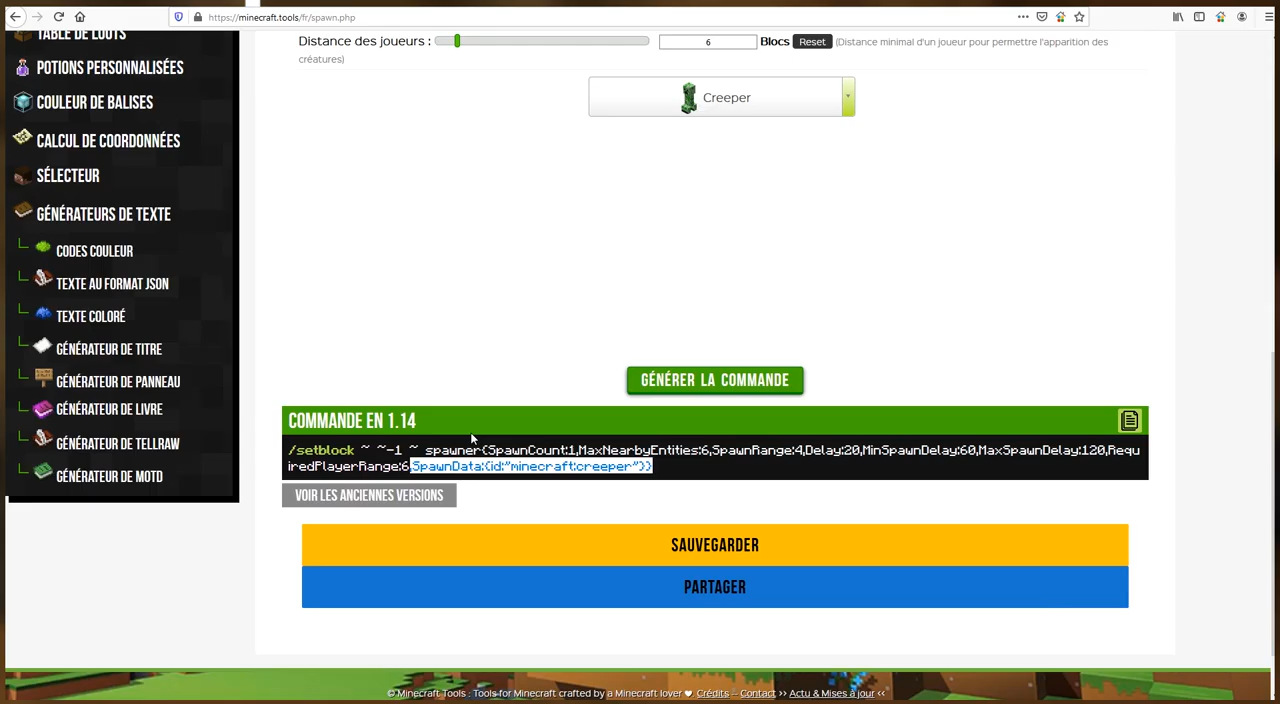 https://minecraft.tools/fr/spawn.php
TABLE DE LOOTS
POTIONS PERSONNALISÉES
COULEUR DE BALISES
CALCUL DE COORDONNÉES
SÉLECTEUR
GÉNÉRATEURS DE TEXTE
CODES COULEUR
TEXTE AU FORMAT JSON
TEXTE COLORÉ
GÉNÉRATEUR DE TITRE
GÉNÉRATEUR DE PANNEAU
GÉNÉRATEUR DE LIVRE
GÉNÉRATEUR DE TELLRAW
GÉNÉRATEUR DE MOTD
Distance des joueurs : 6 Blocs Reset (Distance minimal d'un joueur pour permettre l'apparition des
créatures)
Creeper
GÉNÉRER LA COMMANDE
COMMANDE EN 1.14
/setblock ~ ~-1 ~ spawner{SpawnCount:1,MaxNearbyEntities:6,SpawnRange:4,Delay:20,MinSpawnDelay:60,MaxSpawnDelay:120,Requ
iredPlayerRange:6,SpawnData:{id:"minecraft:creeper"}}
VOIR LES ANCIENNES VERSIONS
SAUVEGARDER
PARTAGER
© Minecraft Tools : Tools for Minecraft crafted by a Minecraft lover ❤ Crédits – Contact >> Actu & Mises à jour <<